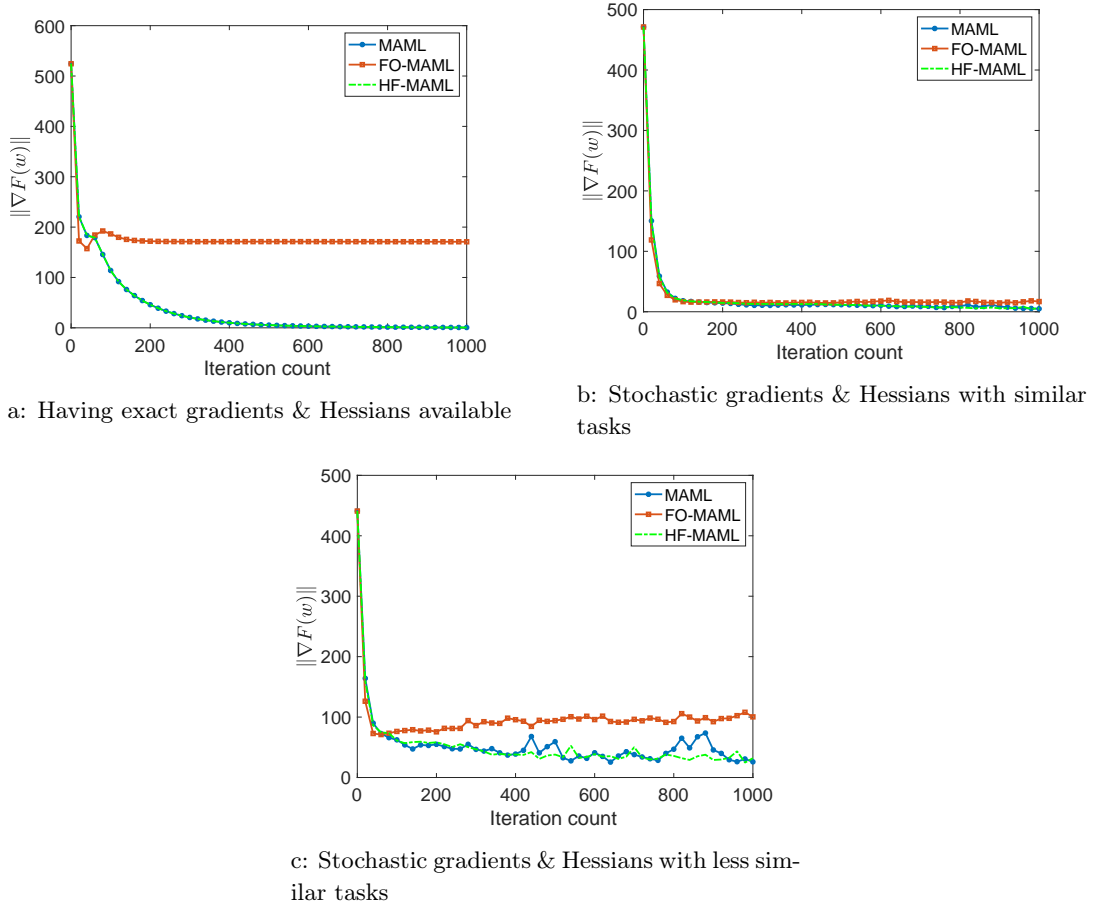 600
500
400
300
200
100
0
‖∇F(w)‖
MAML
FO-MAML
HF-MAML
0 200 400 600 800 1000
Iteration count
a: Having exact gradients & Hessians available
500
400
300
200
100
0
‖∇F(w)‖
MAML
FO-MAML
HF-MAML
0 200 400 600 800 1000
Iteration count
b: Stochastic gradients & Hessians with similar
tasks
500
400
300
200
100
0
‖∇F(w)‖
MAML
FO-MAML
HF-MAML
0 200 400 600 800 1000
Iteration count
c: Stochastic gradients & Hessians with less sim-
ilar tasks